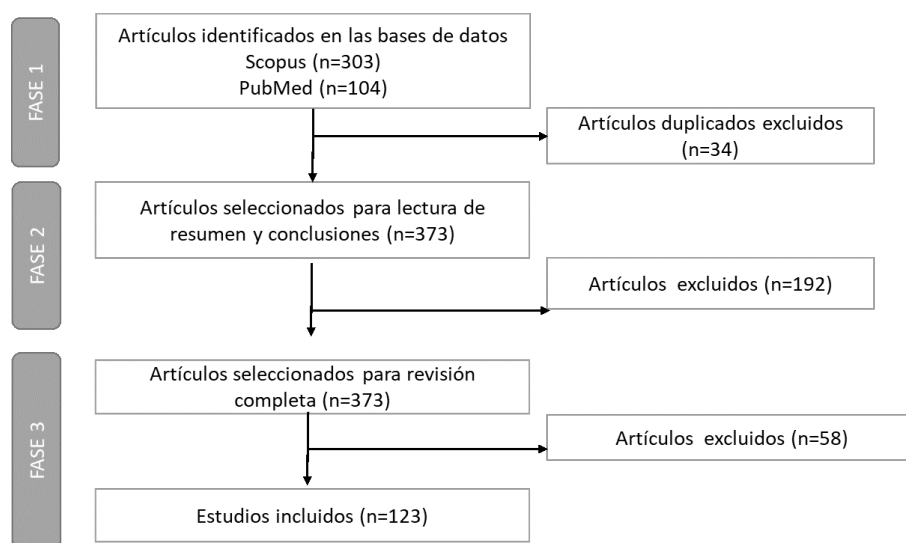 FASE 1
Artículos identificados en las bases de datos
Scopus (n=303)
PubMed (n=104)
Artículos duplicados excluidos
(n=34)
FASE 2
Artículos seleccionados para lectura de
resumen y conclusiones (n=373)
Artículos excluidos (n=192)
FASE 3
Artículos seleccionados para revisión
completa (n=373)
Artículos excluidos (n=58)
Estudios incluidos (n=123)